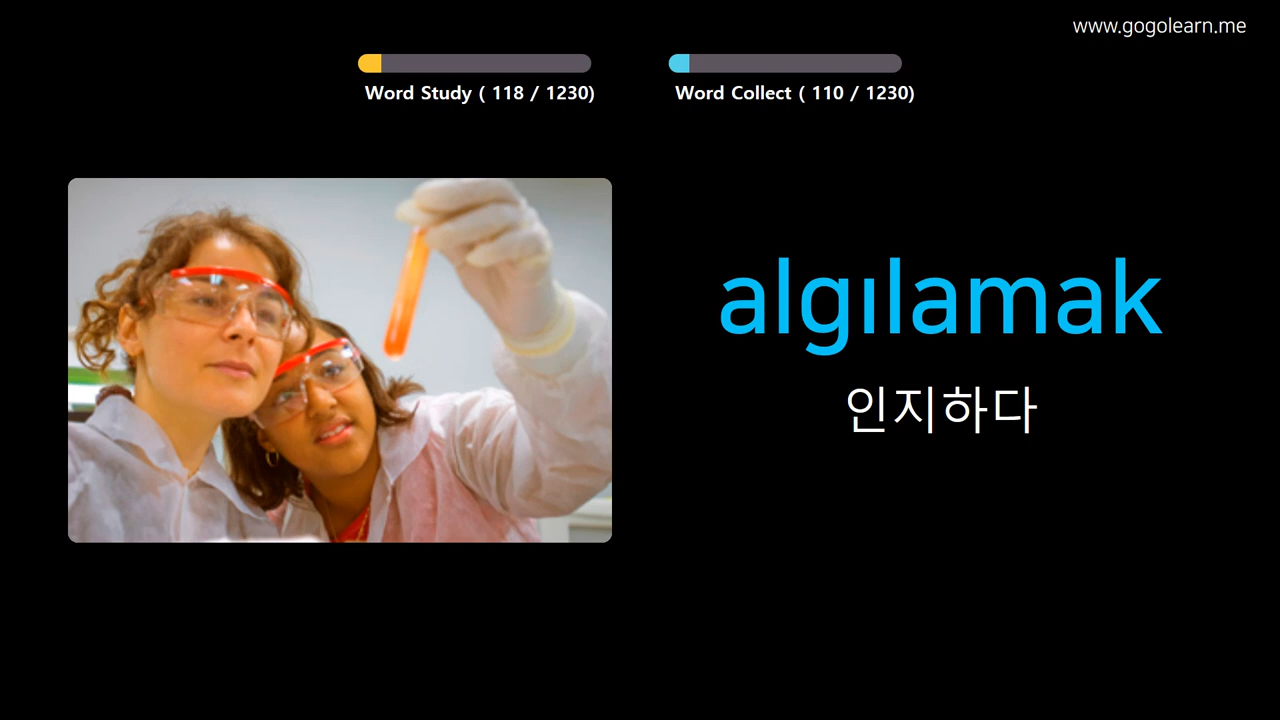 www.gogolearn.me
Word Study ( 118 / 1230)
Word Collect ( 110 / 1230)
algılamak
인지하다